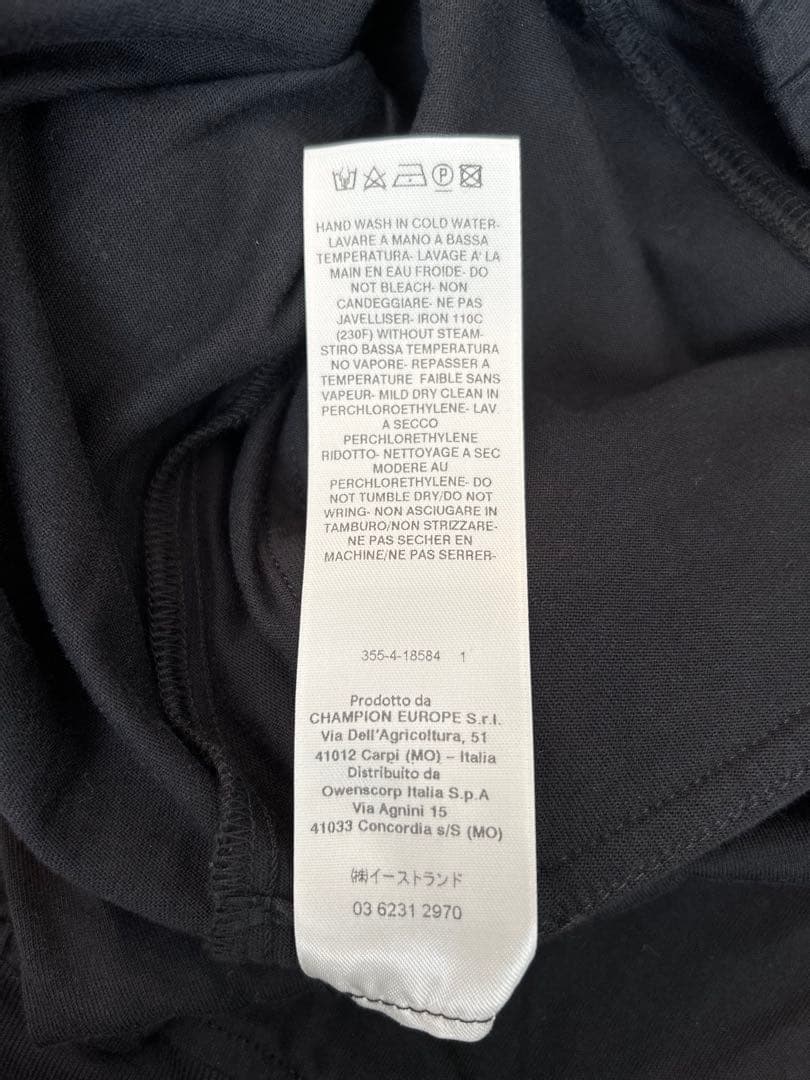 P
HAND WASH IN COLD WATER-
LAVARE A MANO A BASSA
TEMPERATURA- LAVAGE A' LA
MAIN EN EAU FROIDE- DO
NOT BLEACH- NON
CANDEGGIARE- NE PAS
JAVELLISER- IRON 110C
(230F) WITHOUT STEAM-
STIRO BASSA TEMPERATURA
NO VAPORE- REPASSER A
TEMPERATURE FAIBLE SANS
VAPEUR- MILD DRY CLEAN IN
PERCHLOROETHYLENE- LAV
A SECCO
PERCHLORETHYLENE
RIDOTTO- NETTOYAGE A SEC
MODERE AU
PERCHLORETHYLENE- DO
NOT TUMBLE DRY/DO NOT
WRING- NON ASCIUGARE IN
TAMBURO/NON STRIZZARE-
NE PAS SECHER EN
MACHINE/NE PAS SERRER-
355-4-18584 1
Prodotto da
CHAMPION EUROPE S.r.l.
Via Dell'Agricoltura, 51
41012 Carpi (MO) – Italia
Distribuito da
Owenscorp Italia S.p.A
Via Agnini 15
41033 Concordia s/S (MO)
㈱イーストランド
03 6231 2970